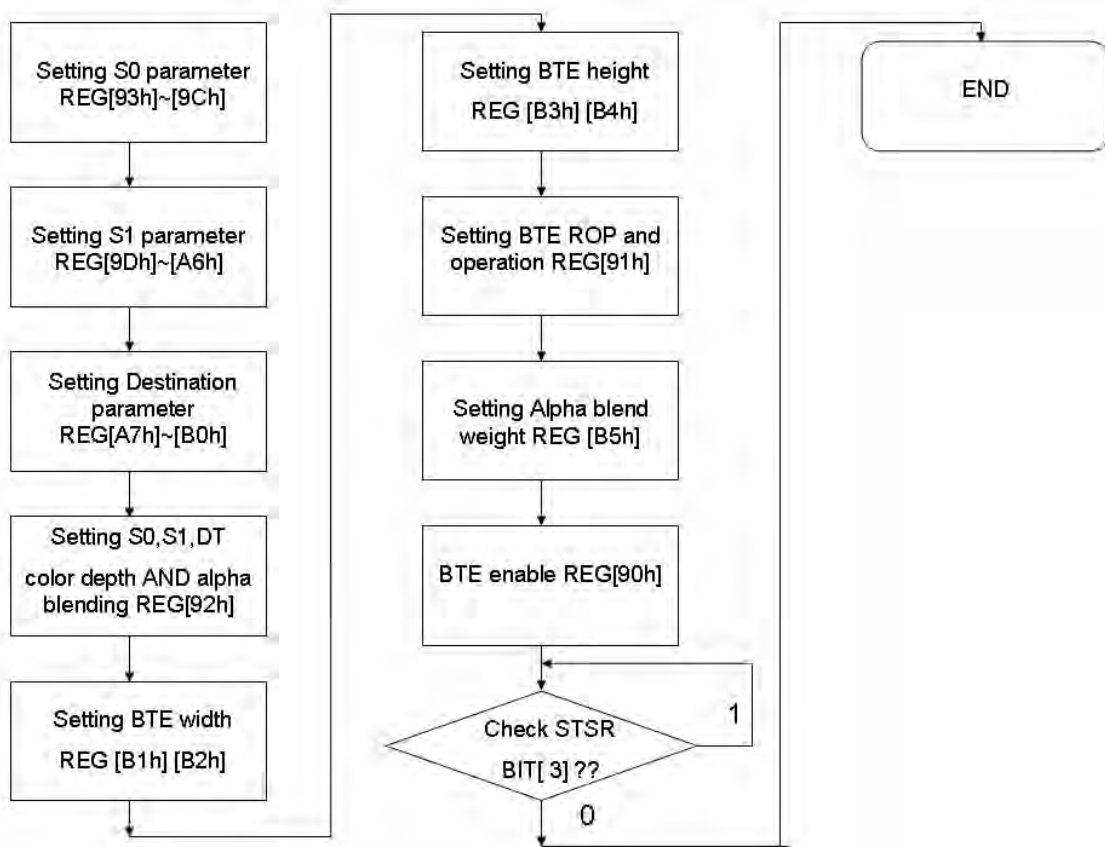 Setting S0 parameter
REG[93h]~[9Ch]
Setting S1 parameter
REG[9Dh]~[A6h]
Setting Destination
parameter
REG[A7h]~[B0h]
Setting S0,S1,DT
color depth AND alpha
blending REG[92h]
Setting BTE width
REG [B1h] [B2h]
Setting BTE height
REG [B3h] [B4h]
Setting BTE ROP and
operation REG[91h]
Setting Alpha blend
weight REG [B5h]
BTE enable REG[90h]
Check STSR
BIT[ 3] ??
1
0
END